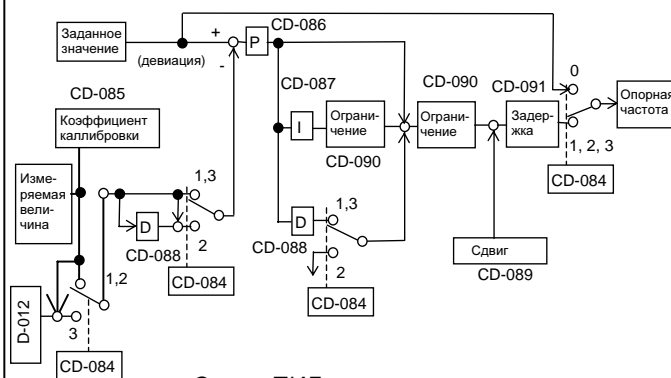 Заданное
значение
(девиация)
+
-
P
CD-086
CD-087
CD-085
Коэффициент
каллибровки
Изме-
ряемая
вели-
чина
I
Ограни-
чение
CD-090
CD-090
Ограни-
чение
CD-091
Задер-
жка
0
1, 2, 3
CD-084
Опорная
частота
1,3
D
2
CD-088
CD-084
D
1,3
CD-088
2
CD-084
Сдвиг
CD-089
D-012
1,2
3
CD-084